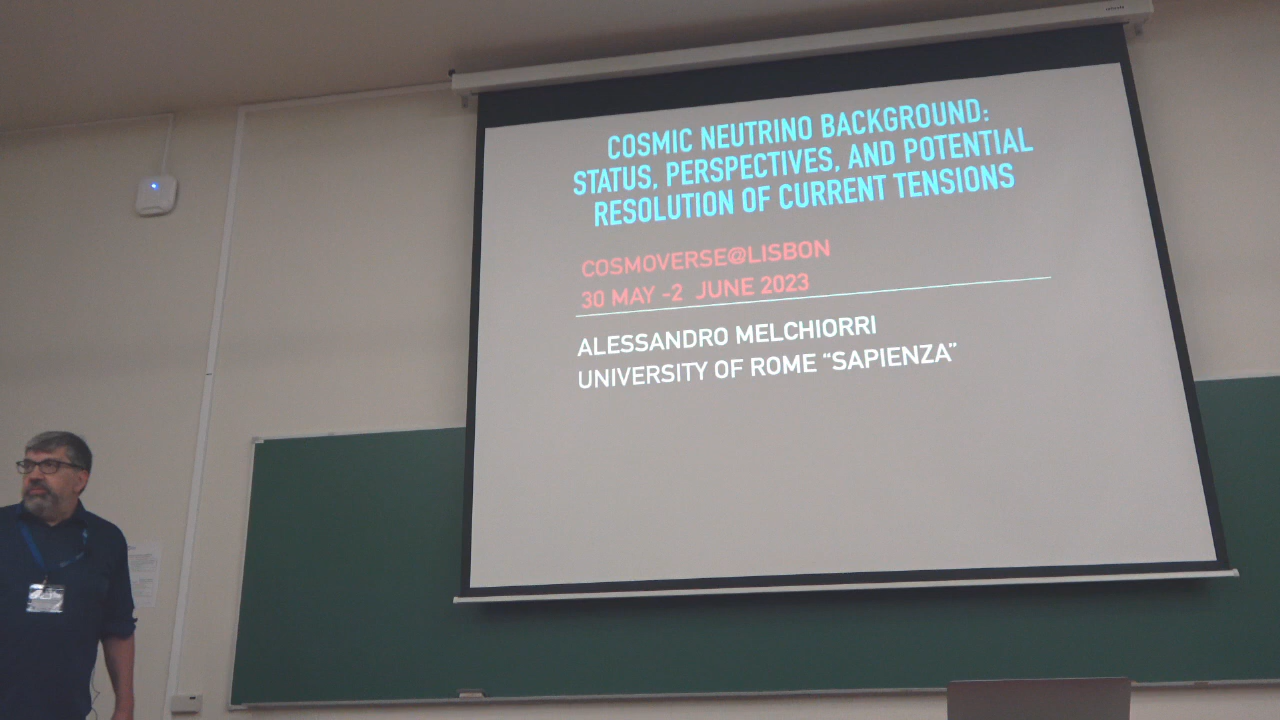 COSMIC NEUTRINO BACKGROUND:
STATUS, PERSPECTIVES, AND POTENTIAL
RESOLUTION OF CURRENT TENSIONS
COSMOVERSE@LISBON
30 MAY -2 JUNE 2023
ALESSANDRO MELCHIORRI
UNIVERSITY OF ROME “SAPIENZA”